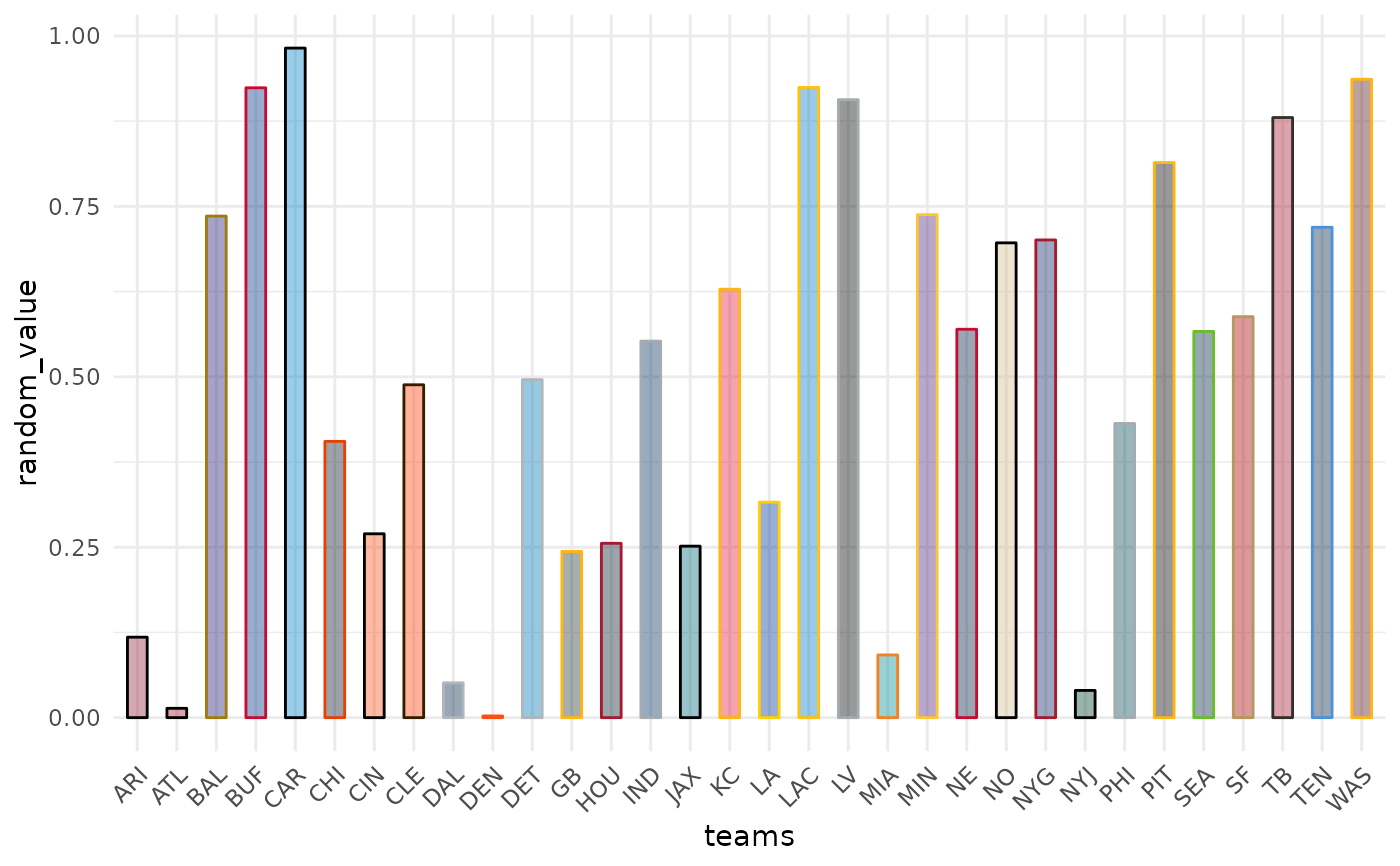 1.00
0.75
0.50
0.25
0.00
random_value
ARI
ATL
BAL
BUF
CAR
CHI
CIN
CLE
DAL
DEN
DET
GB
HOU
IND
JAX
KC
LA
LAC
LV
MIA
MIN
NE
NO
NYG
NYJ
PHI
PIT
SEA
SF
TB
TEN
WAS
teams